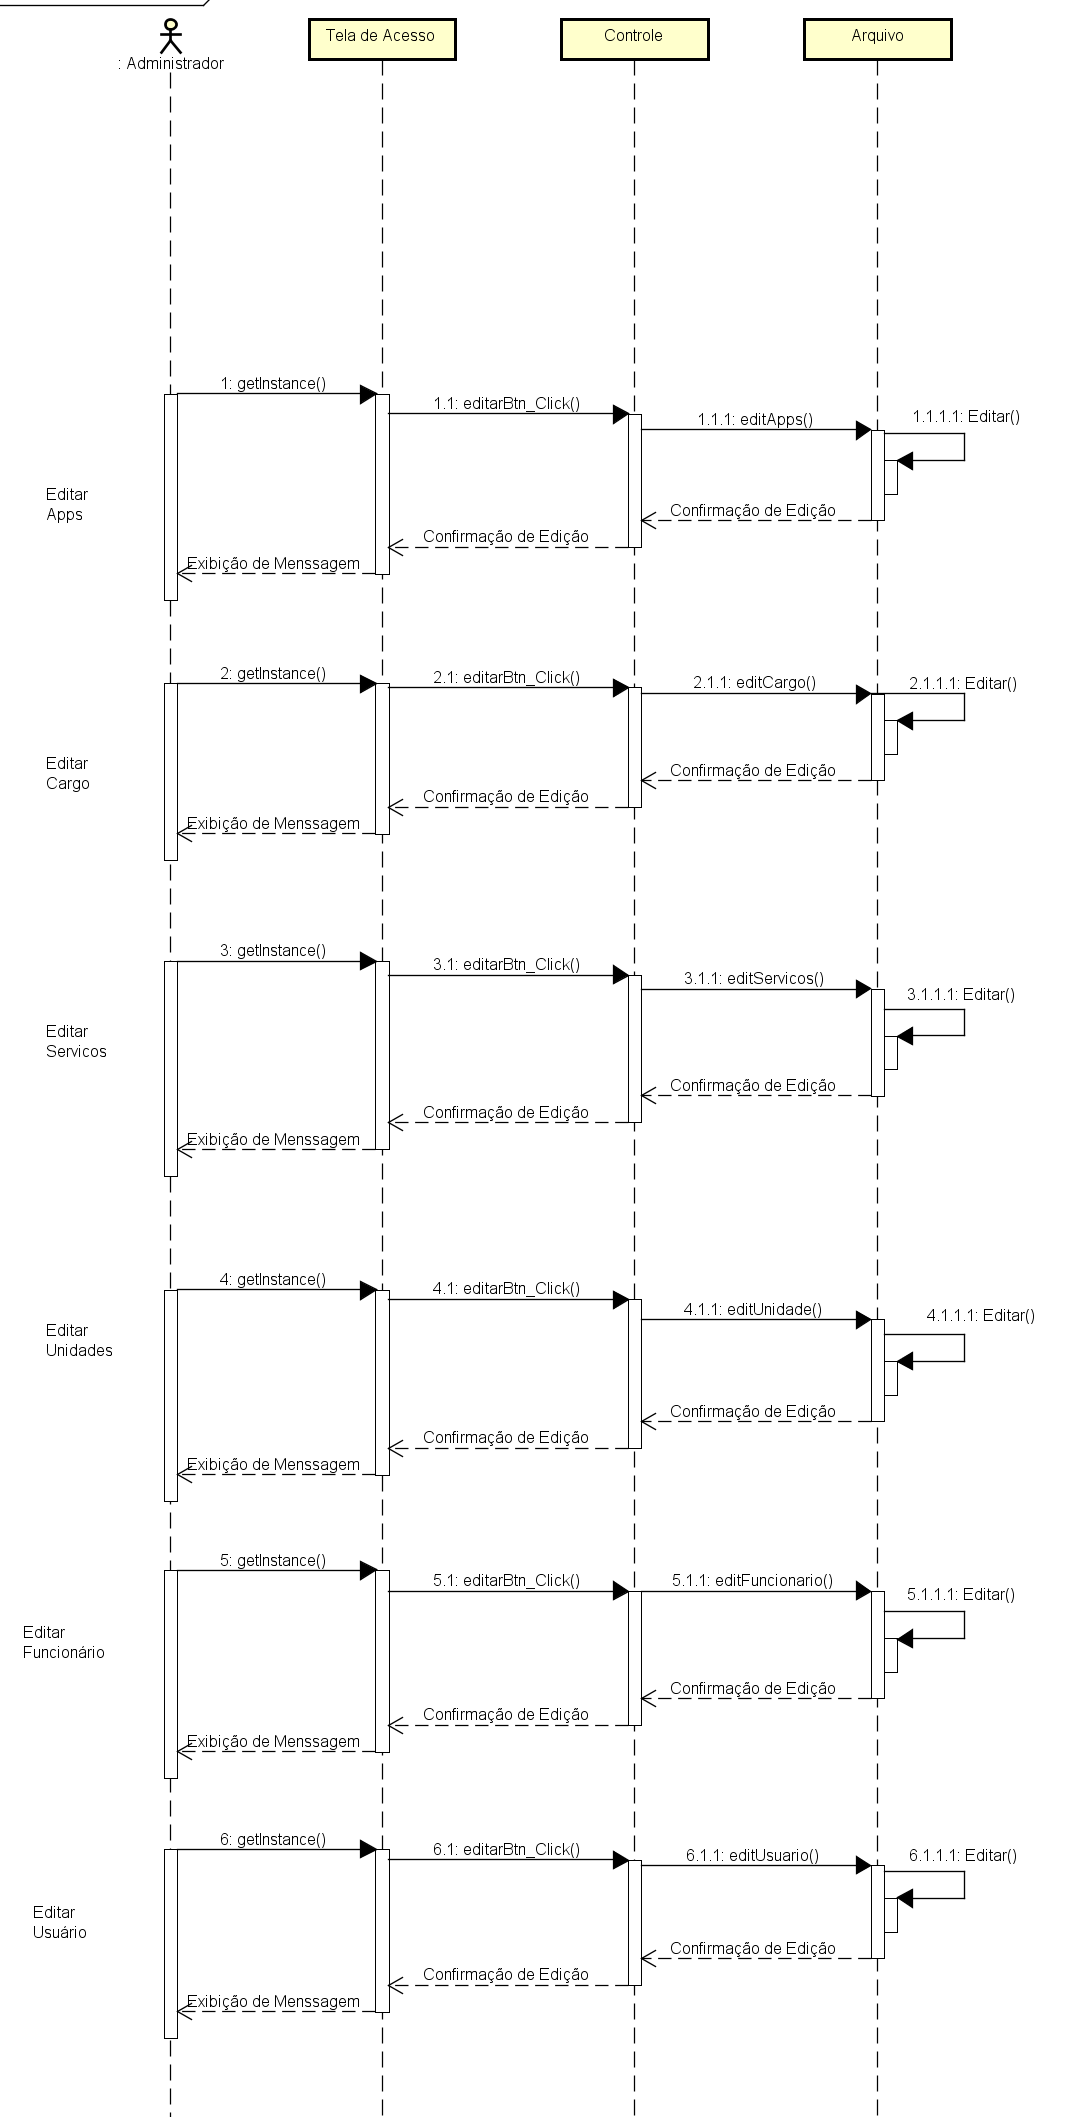 : Administrador
Tela de Acesso
Controle
Arquivo
1: getInstance()
1.1: editarBtn_Click()
1.1.1: editApps()
1.1.1.1: Editar()
Editar
Apps
Confirmação de Edição
Confirmação de Edição
Exibição de Menssagem
2: getInstance()
2.1: editarBtn_Click()
2.1.1: editCargo()
2.1.1.1: Editar()
Editar
Cargo
Confirmação de Edição
Confirmação de Edição
Exibição de Menssagem
3: getInstance()
3.1: editarBtn_Click()
3.1.1: editServicos()
3.1.1.1: Editar()
Editar
Servicos
Confirmação de Edição
Confirmação de Edição
Exibição de Menssagem
4: getInstance()
4.1: editarBtn_Click()
4.1.1: editUnidade()
4.1.1.1: Editar()
Editar
Unidades
Confirmação de Edição
Confirmação de Edição
Exibição de Menssagem
5: getInstance()
5.1: editarBtn_Click()
5.1.1: editFuncionario()
5.1.1.1: Editar()
Editar
Funcionário
Confirmação de Edição
Confirmação de Edição
Exibição de Menssagem
6: getInstance()
6.1: editarBtn_Click()
6.1.1: editUsuario()
6.1.1.1: Editar()
Editar
Usuário
Confirmação de Edição
Confirmação de Edição
Exibição de Menssagem